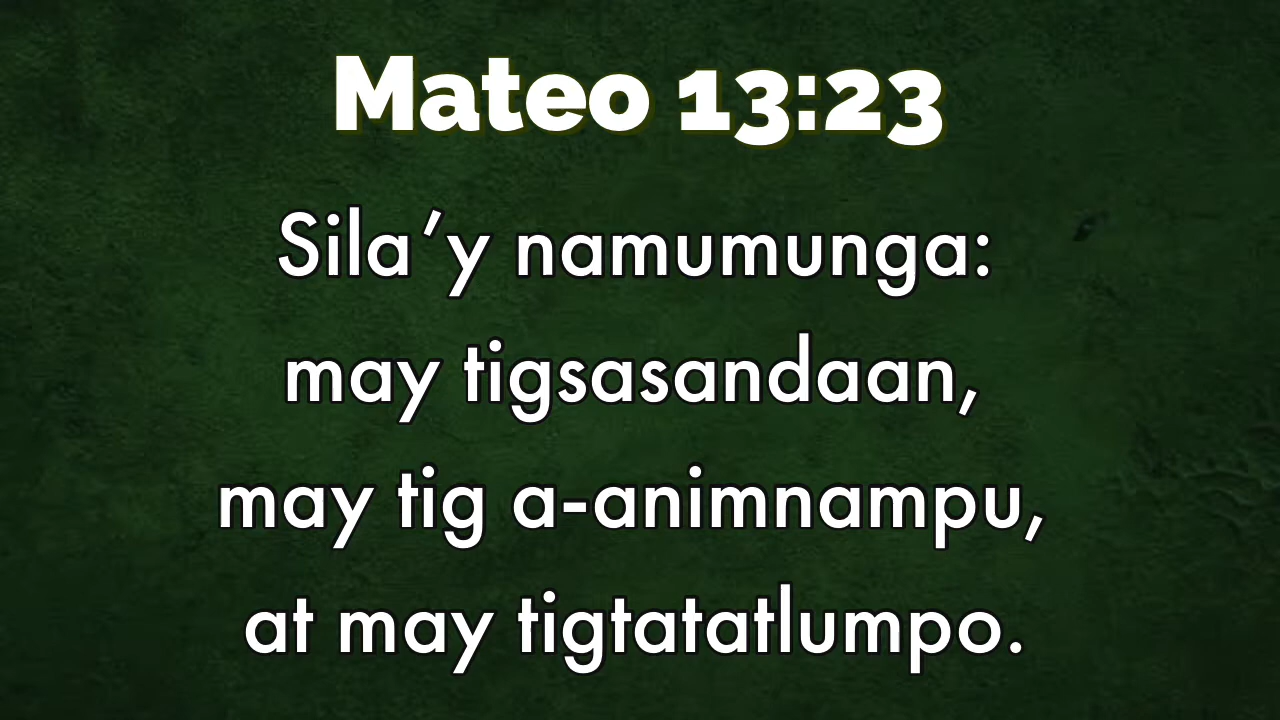 Mateo 13:23
Sila’y namumunga:
may tigsasandaan,
may tig a-animnampu,
at may tigtatatlumpo.